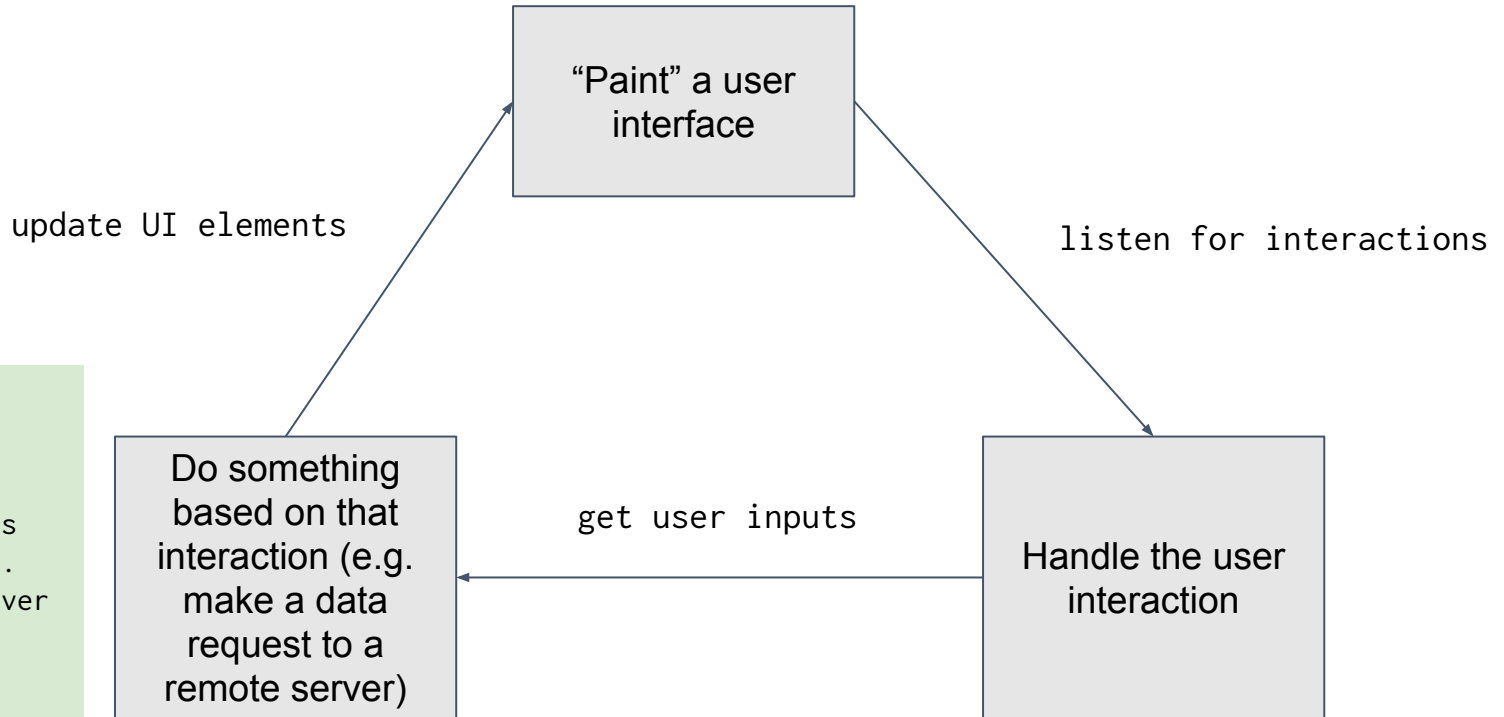 “Paint” a user
interface
update UI elements
listen for interactions
s
.
ver
Do something
based on that
interaction (e.g.
make a data
request to a
remote server)
get user inputs
Handle the user
interaction